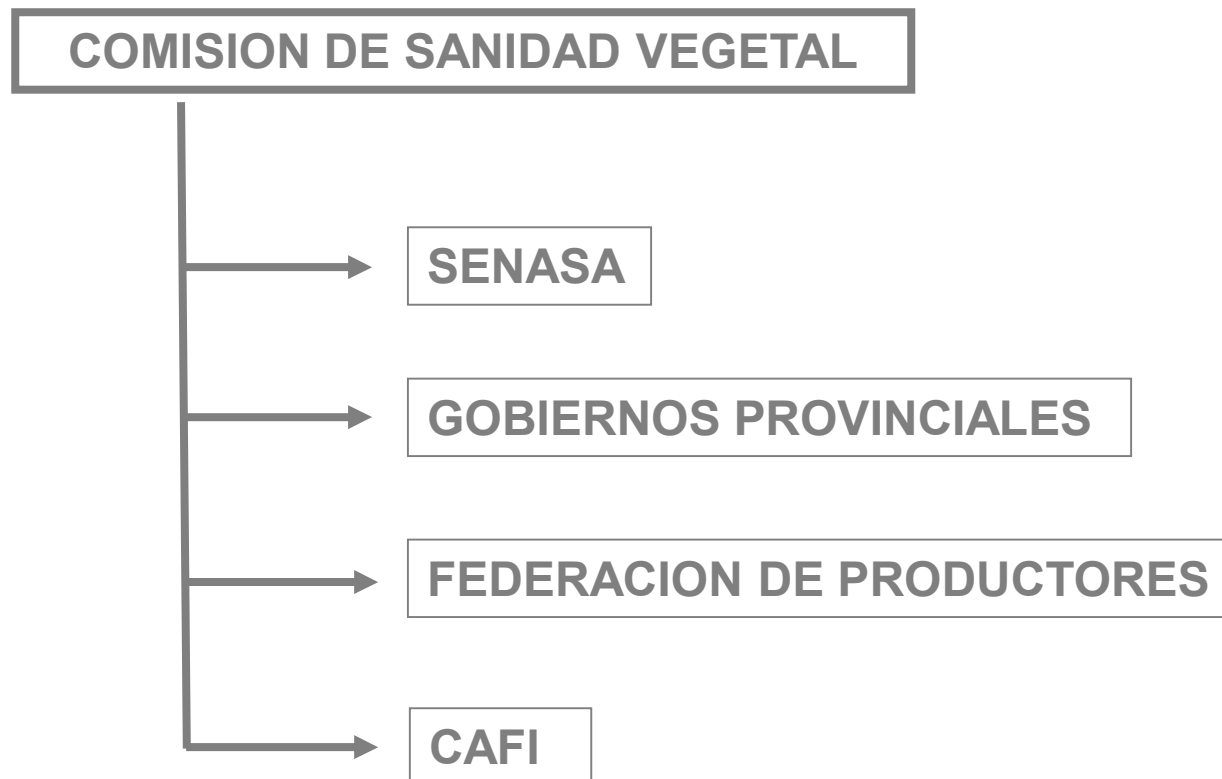 COMISION DE SANIDAD VEGETAL
SENASA
GOBIERNOS PROVINCIALES
FEDERACION DE PRODUCTORES
CAFI